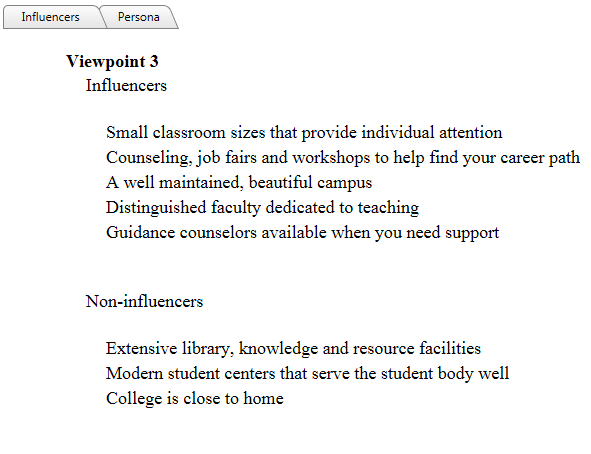 Influencers Persona
Viewpoint 3
Influencers
Small classroom sizes that provide individual attention
Counseling, job fairs and workshops to help find your career path
A well maintained, beautiful campus
Distinguished faculty dedicated to teaching
Guidance counselors available when you need support
Non-influencers
Extensive library, knowledge and resource facilities
Modern student centers that serve the student body well
College is close to home